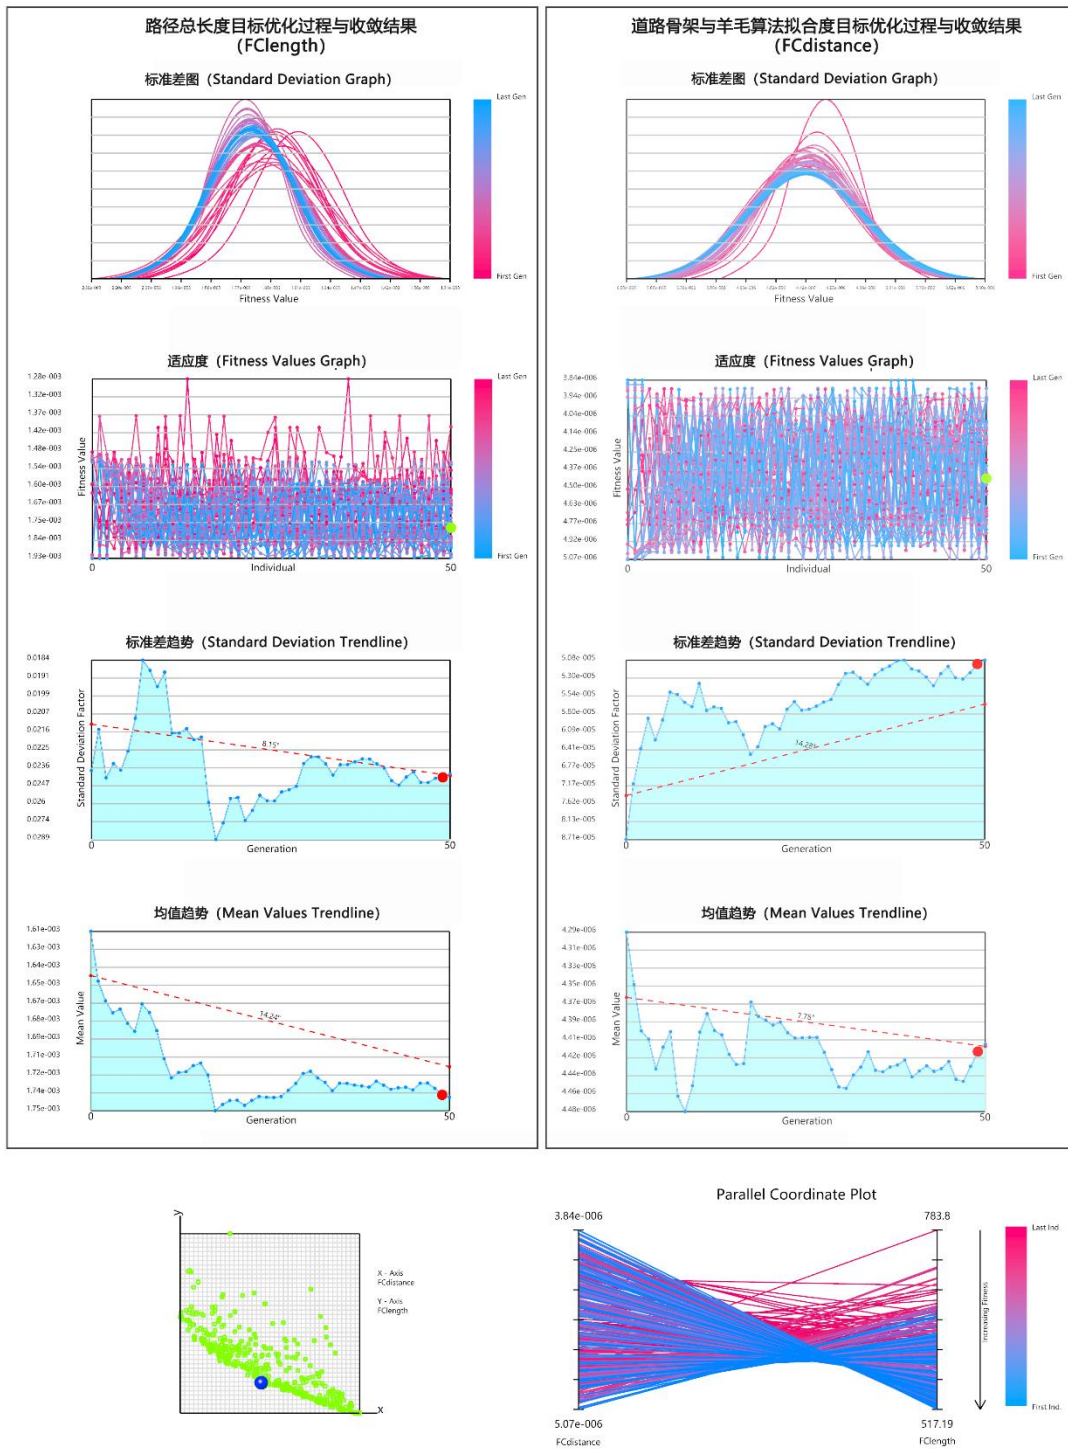 路径总长度目标优化过程与收敛结果
(FClength)
标准差图 (Standard Deviation Graph)
Last Gen
First Gen
Fitness Value
适应度 (Fitness Values Graph)
1.28e-003
1.32e-003
1.37e-003
1.42e-003
1.48e-003
1.54e-003
1.60e-003
1.67e-003
1.75e-003
1.84e-003
1.93e-003
Fitness Value
0
Individual
50
Last Gen
First Gen
标准差趋势 (Standard Deviation Trendline)
0.0184
0.0191
0.0199
0.0207
0.0216
0.0225
0.0236
0.0247
0.026
0.0274
0.0289
Standard Deviation Factor
8.15°
0
Generation
50
均值趋势 (Mean Values Trendline)
1.61e-003
1.63e-003
1.64e-003
1.65e-003
1.67e-003
1.69e-003
1.71e-003
1.72e-003
1.74e-003
1.75e-003
Mean Value
14.24°
0
Generation
50
道路骨架与羊毛算法拟合度目标优化过程与收敛结果
(FCdistance)
标准差图 (Standard Deviation Graph)
Last Gen
First Gen
Fitness Value
适应度 (Fitness Values Graph)
3.84e-006
3.94e-006
4.04e-006
4.14e-006
4.25e-006
4.37e-006
4.50e-006
4.63e-006
4.77e-006
4.92e-006
5.07e-006
Fitness Value
0
Individual
50
Last Gen
First Gen
标准差趋势 (Standard Deviation Trendline)
5.08e-005
5.30e-005
5.54e-005
5.80e-005
6.09e-005
6.41e-005
6.77e-005
7.17e-005
7.62e-005
8.13e-005
8.71e-005
Standard Deviation Factor
14.28°
0
Generation
50
均值趋势 (Mean Values Trendline)
4.29e-006
4.31e-006
4.33e-006
4.35e-006
4.37e-006
4.39e-006
4.42e-006
4.44e-006
4.46e-006
4.48e-006
Mean Value
7.78°
0
Generation
50
y
x
X - Axis
FCdistance
Y - Axis
FClength
Parallel Coordinate Plot
3.84e-006
783.8
5.07e-006
517.19
FCdistance
FClength
Increasing Fitness
Last Ind.
First Ind.